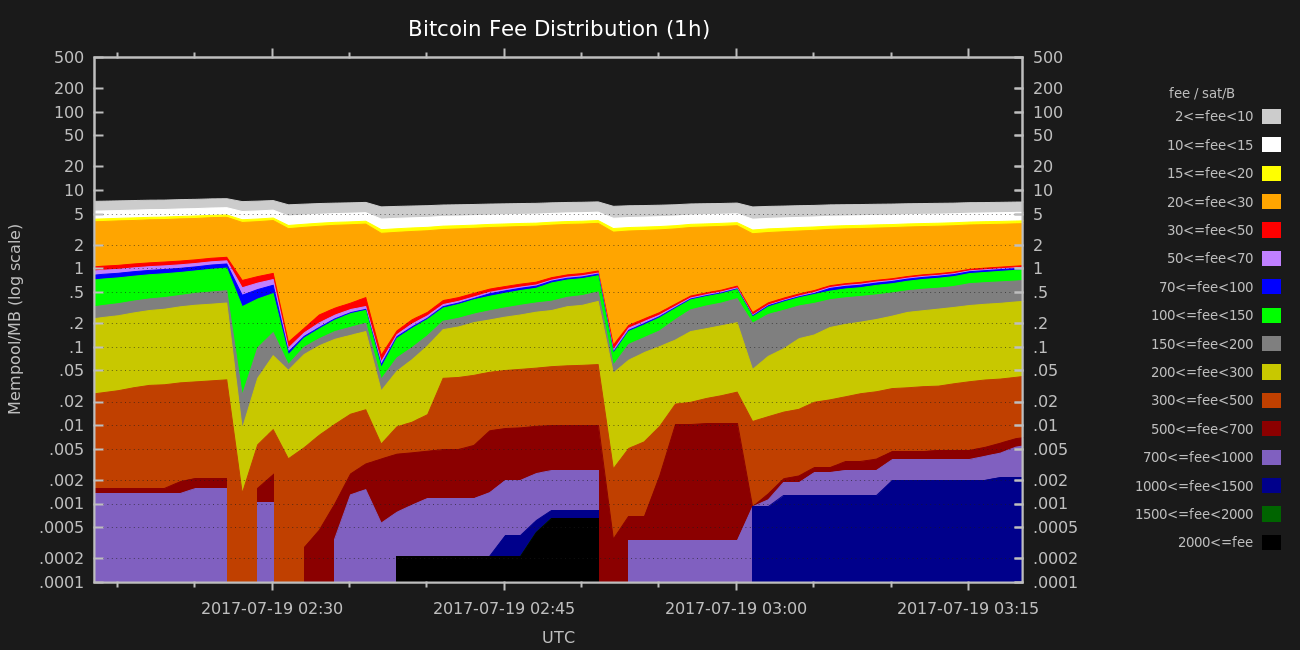 Bitcoin Fee Distribution (1h)
500
200
100
50
20
10
5
2
1
.5
.2
.1
.05
.02
.01
.005
.002
.001
.0005
.0002
.0001
Mempool/MB (log scale)
500
200
100
50
20
10
5
2
1
.5
.2
.1
.05
.02
.01
.005
.002
.001
.0005
.0002
.0001
2017-07-19 02:30
2017-07-19 02:45
2017-07-19 03:00
2017-07-19 03:15
UTC
fee / sat/B
2<=fee<10
10<=fee<15
15<=fee<20
20<=fee<30
30<=fee<50
50<=fee<70
70<=fee<100
100<=fee<150
150<=fee<200
200<=fee<300
300<=fee<500
500<=fee<700
700<=fee<1000
1000<=fee<1500
1500<=fee<2000
2000<=fee